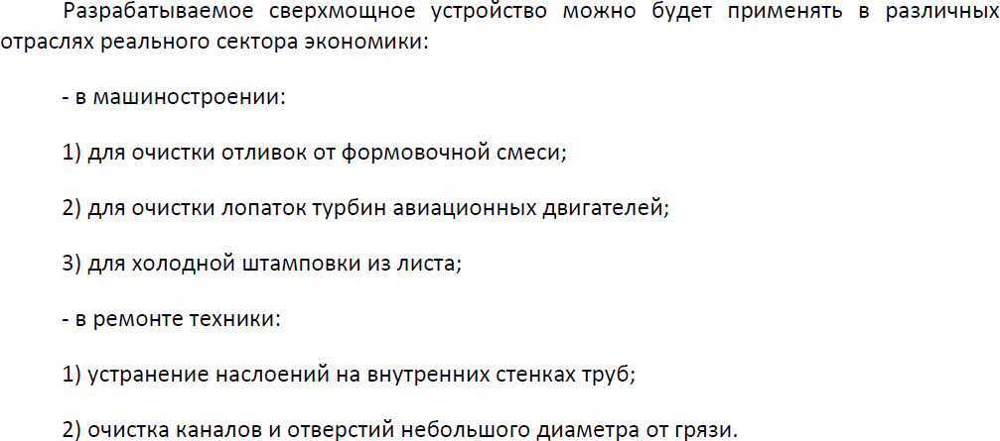 Разрабатываемое сверхмощное устройство можно будет применять в различных
отраслях реального сектора экономики:
- в машиностроении:
1) для очистки отливок от формовочной смеси;
2) для очистки лопаток турбин авиационных двигателей;
3) для холодной штамповки из листа;
- в ремонте техники:
1) устранение наслоений на внутренних стенках труб;
2) очистка каналов и отверстий небольшого диаметра от грязи.